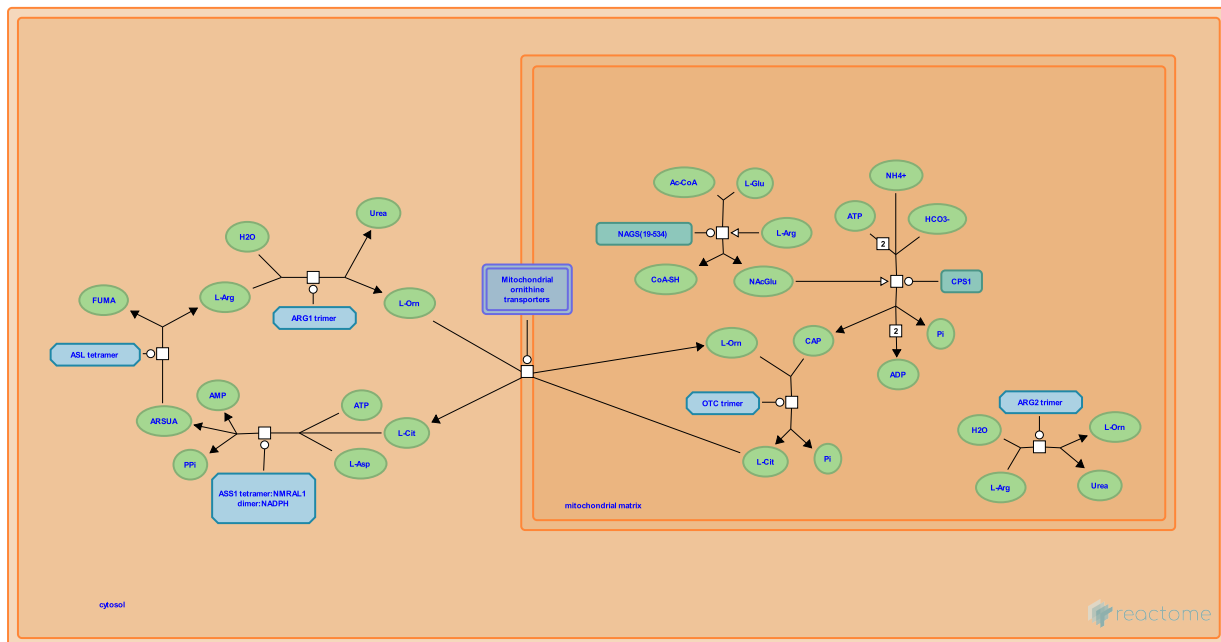 NH4+
Ac-CoA
L-Glu
ATP
HCO3-
2
Urea
H2O
NAGS(19-534)
L-Arg
CoA-SH
NAcGlu
CPS1
Mitochondrial
ornithine
transporters
FUMA
L-Arg
L-Orn
ARG1 trimer
2
Pi
L-Orn
CAP
ASL tetramer
ADP
AMP
ATP
OTC trimer
ARG2 trimer
ARSUA
L-Cit
H2O
L-Orn
PPi
L-Asp
L-Cit
Pi
L-Arg
Urea
ASS1 tetramer:NMRAL1
dimer:NADPH
mitochondrial matrix
cytosol
reactome